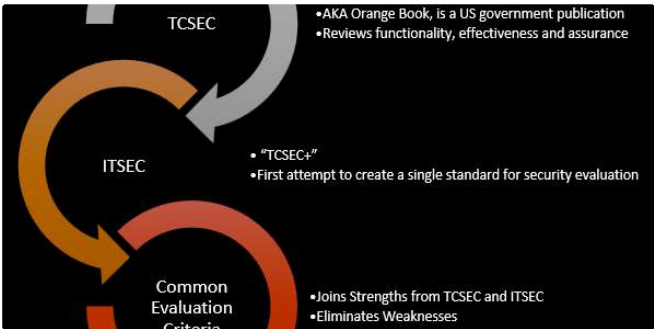 TCSEC
•AKA Orange Book, is a US government publication
•Reviews functionality, effectiveness and assurance
ITSEC
• “TCSEC+”
•First attempt to create a single standard for security evaluation
Common
Evaluation
Criteria
•Joins Strengths from TCSEC and ITSEC
•Eliminates Weaknesses